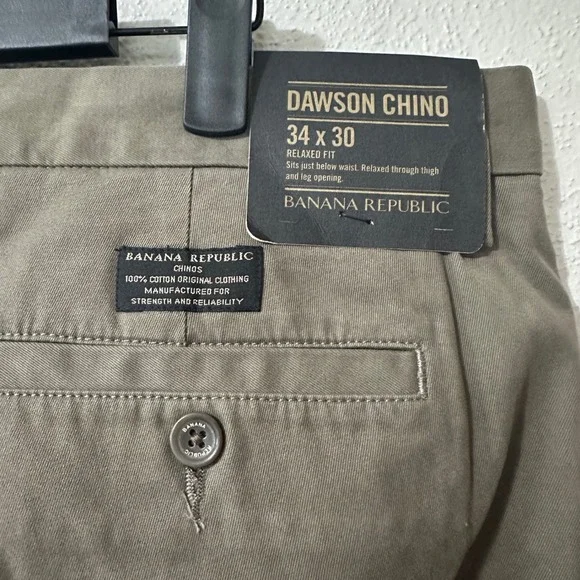 DAWSON CHINO
34 x 30
RELAXED FIT
Sits just below waist. Relaxed through thigh
and leg opening.
BANANA REPUBLIC
BANANA REPUBLIC
CHINOS
100% COTTON ORIGINAL CLOTHING
MANUFACTURED FOR
STRENGTH AND RELIABILITY
BANANA
REPUBLIC